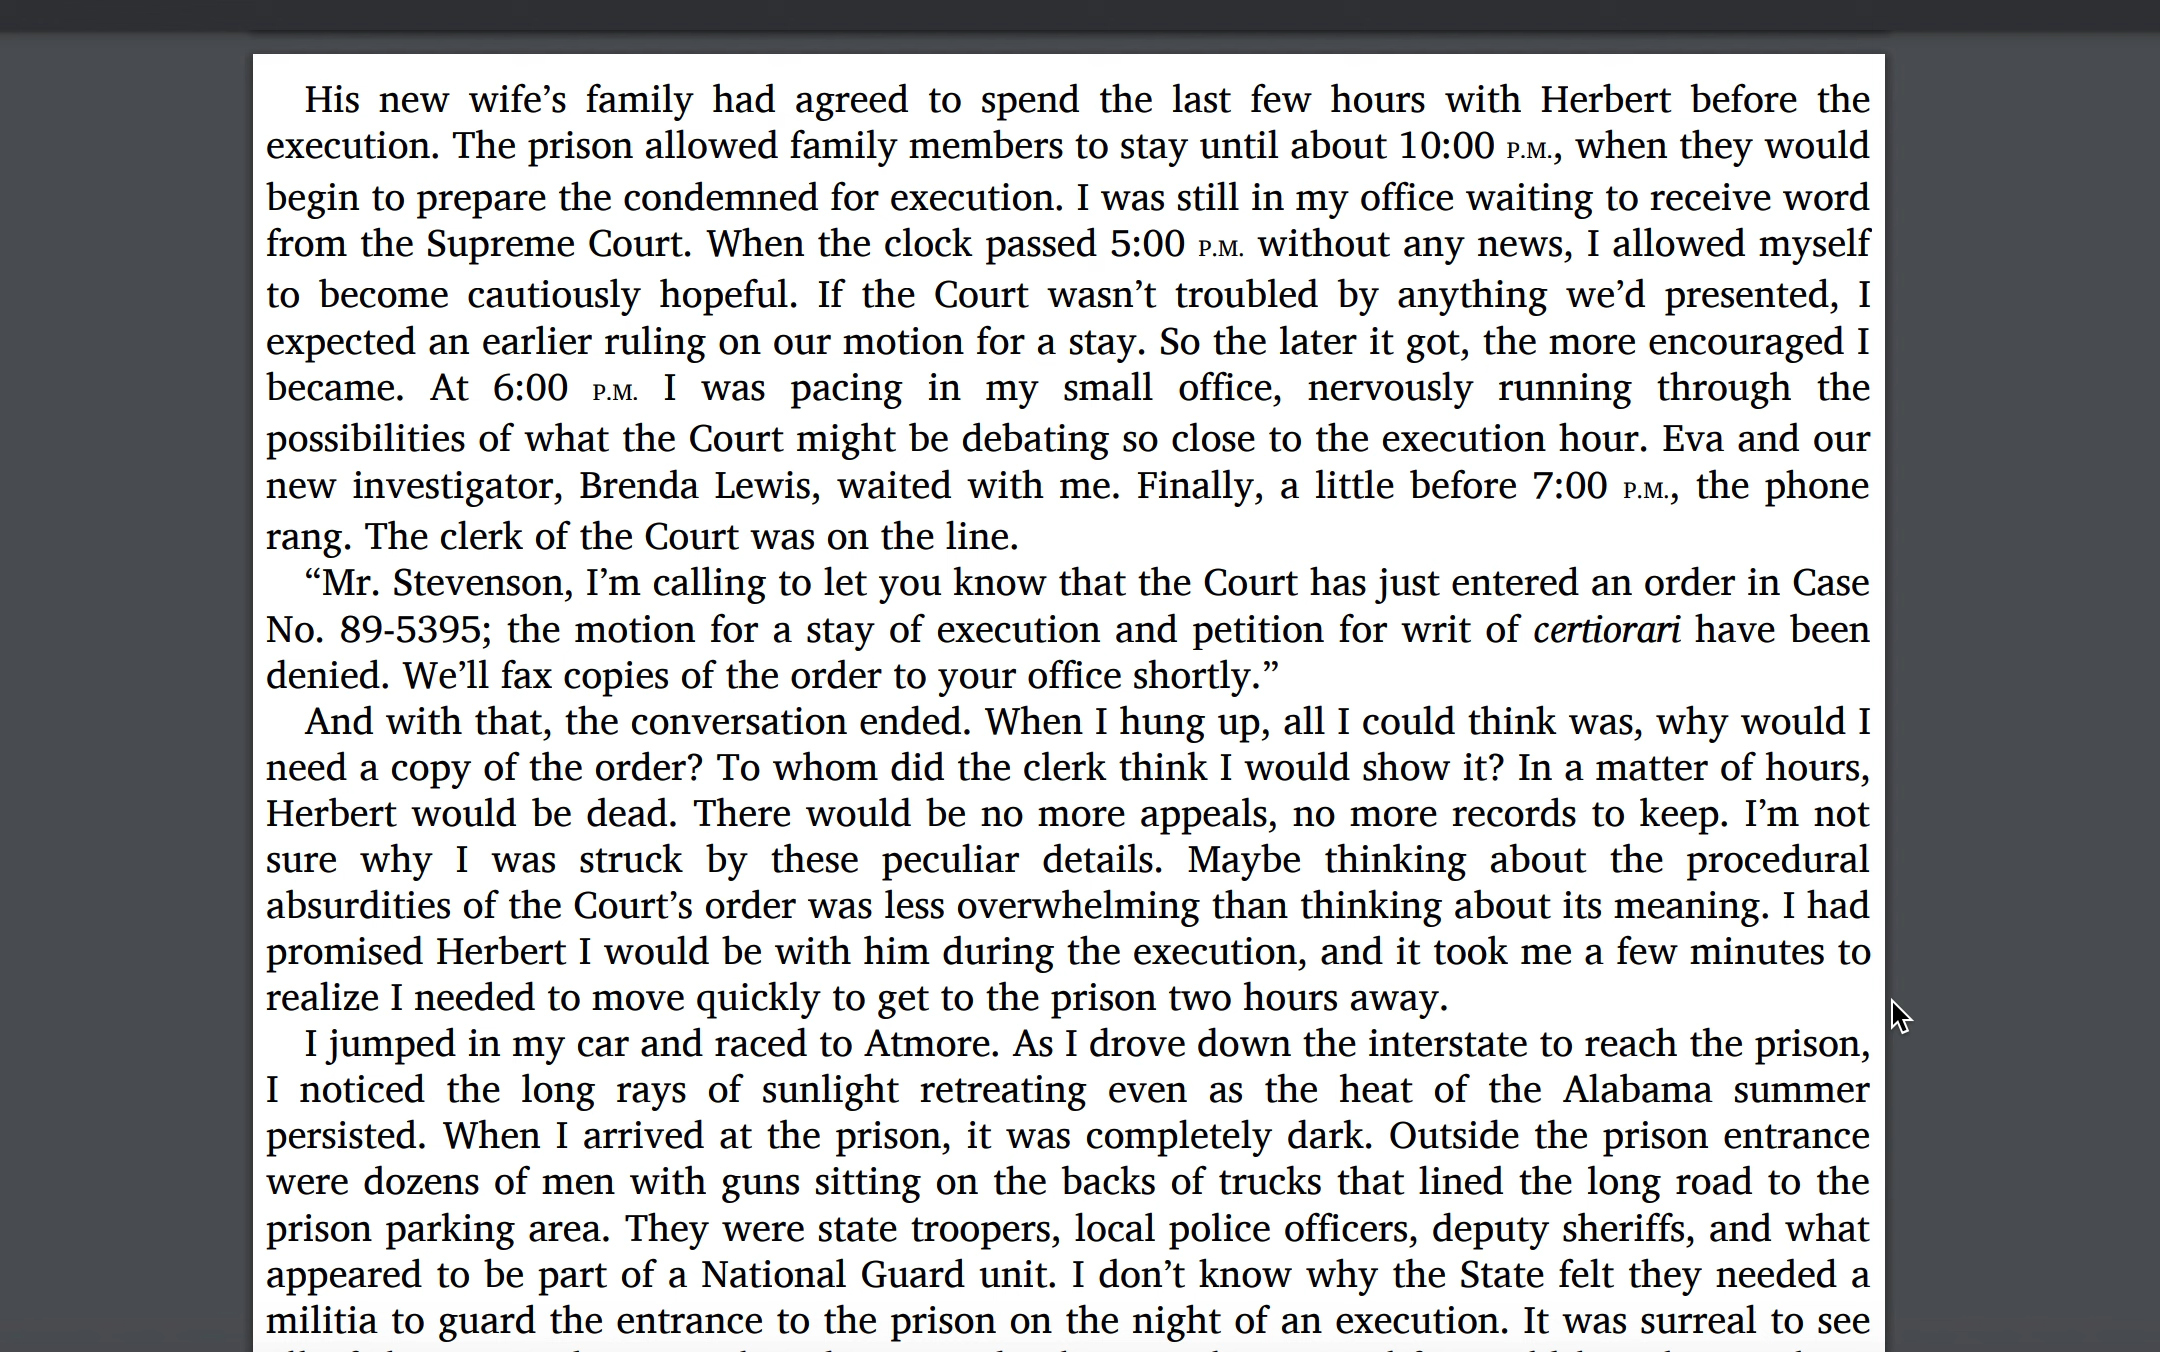 His new wife’s family had agreed to spend the last few hours with Herbert before the
execution. The prison allowed family members to stay until about 10:00 P.M., when they would
begin to prepare the condemned for execution. I was still in my office waiting to receive word
from the Supreme Court. When the clock passed 5:00 P.M. without any news, I allowed myself
to become cautiously hopeful. If the Court wasn’t troubled by anything we’d presented, I
expected an earlier ruling on our motion for a stay. So the later it got, the more encouraged I
became. At 6:00 P.M. I was pacing in my small office, nervously running through the
possibilities of what the Court might be debating so close to the execution hour. Eva and our
new investigator, Brenda Lewis, waited with me. Finally, a little before 7:00 P.M., the phone
rang. The clerk of the Court was on the line.
“Mr. Stevenson, I’m calling to let you know that the Court has just entered an order in Case
No. 89-5395; the motion for a stay of execution and petition for writ of certiorari have been
denied. We’ll fax copies of the order to your office shortly.”
And with that, the conversation ended. When I hung up, all I could think was, why would I
need a copy of the order? To whom did the clerk think I would show it? In a matter of hours,
Herbert would be dead. There would be no more appeals, no more records to keep. I’m not
sure why I was struck by these peculiar details. Maybe thinking about the procedural
absurdities of the Court’s order was less overwhelming than thinking about its meaning. I had
promised Herbert I would be with him during the execution, and it took me a few minutes to
realize I needed to move quickly to get to the prison two hours away.
I jumped in my car and raced to Atmore. As I drove down the interstate to reach the prison,
I noticed the long rays of sunlight retreating even as the heat of the Alabama summer
persisted. When I arrived at the prison, it was completely dark. Outside the prison entrance
were dozens of men with guns sitting on the backs of trucks that lined the long road to the
prison parking area. They were state troopers, local police officers, deputy sheriffs, and what
appeared to be part of a National Guard unit. I don’t know why the State felt they needed a
militia to guard the entrance to the prison on the night of an execution. It was surreal to see